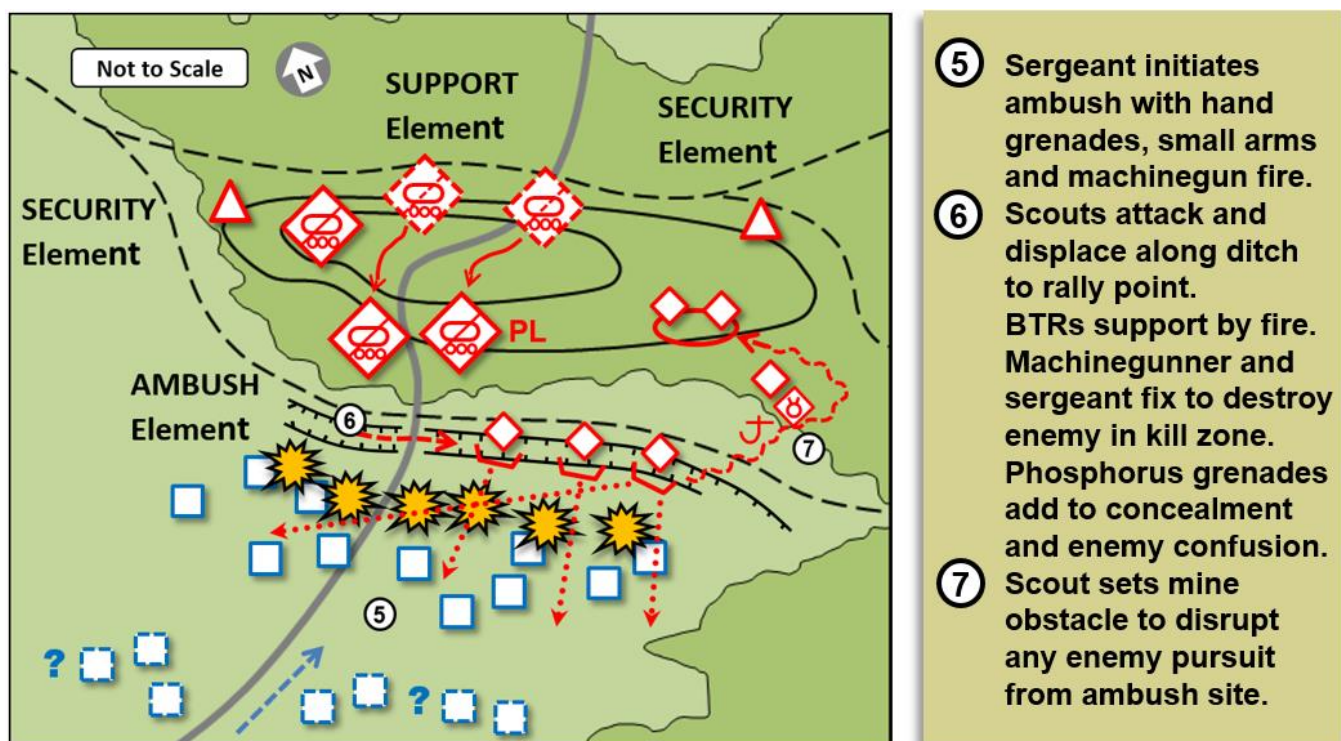 Not to Scale
N
SUPPORT
Element
SECURITY
Element
SECURITY
Element
PL
AMBUSH
Element
6
7
5
?
?
5 Sergeant initiates
ambush with hand
grenades, small arms
and machinegun fire.
6 Scouts attack and
displace along ditch
to rally point.
BTRs support by fire.
Machinegunner and
sergeant fix to destroy
enemy in kill zone.
Phosphorus grenades
add to concealment
and enemy confusion.
7 Scout sets mine
obstacle to disrupt
any enemy pursuit
from ambush site.